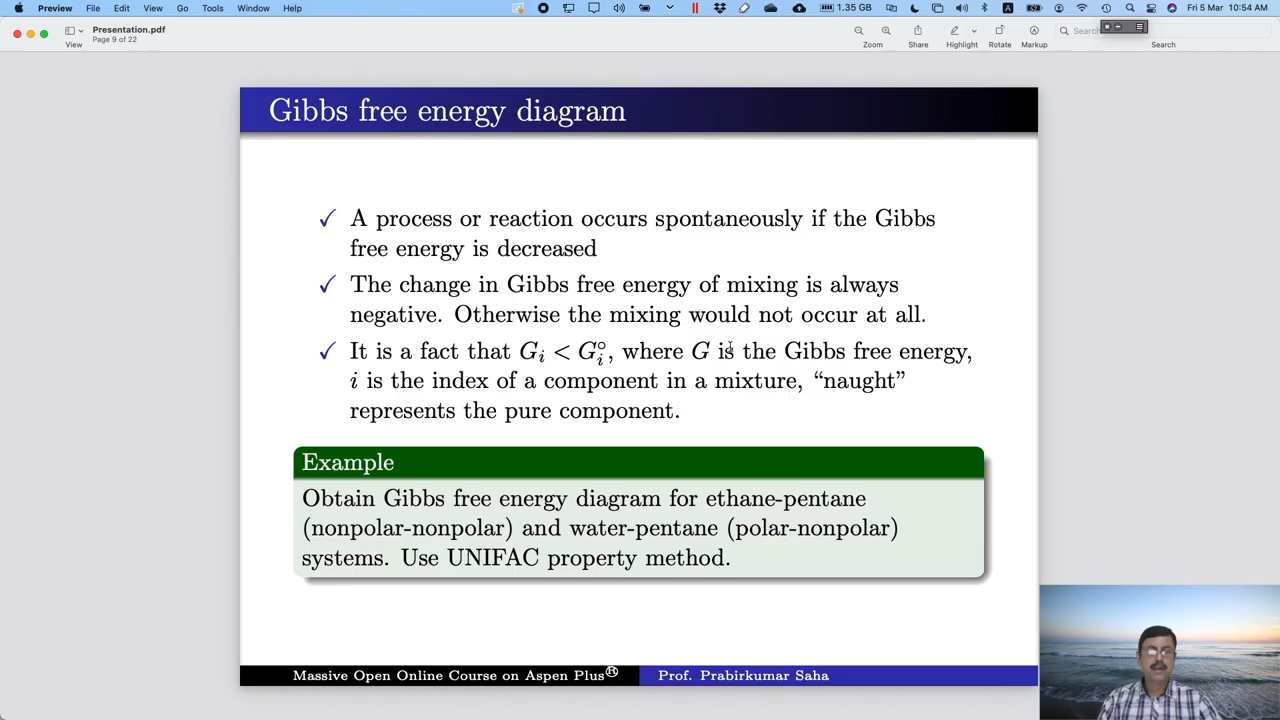 Preview File Edit View Go Tools Window Help 1.35 GB A Fri 5 Mar 10:54 AM
Presentation.pdf
Page 9 of 22
View Zoom Share Highlight Rotate Markup Search
Search
Gibbs free energy diagram
✓ A process or reaction occurs spontaneously if the Gibbs
free energy is decreased
✓ The change in Gibbs free energy of mixing is always
negative. Otherwise the mixing would not occur at all.
✓ It is a fact that G_i < G_i°, where G is the Gibbs free energy,
i is the index of a component in a mixture, “naught”
represents the pure component.
Example
Obtain Gibbs free energy diagram for ethane-pentane
(nonpolar-nonpolar) and water-pentane (polar-nonpolar)
systems. Use UNIFAC property method.
Massive Open Online Course on Aspen Plus® Prof. Prabirkumar Saha